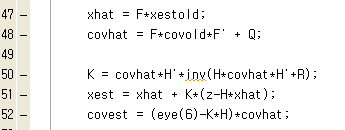 47 - xhat = F*xestold;
48 - covhat = F*covold*F' + Q;
49
50 - K = covhat*H'*inv(H*covhat*H'+R);
51 - xest = xhat + K*(z-H*xhat);
52 - covest = (eye(6)-K*H)*covhat;